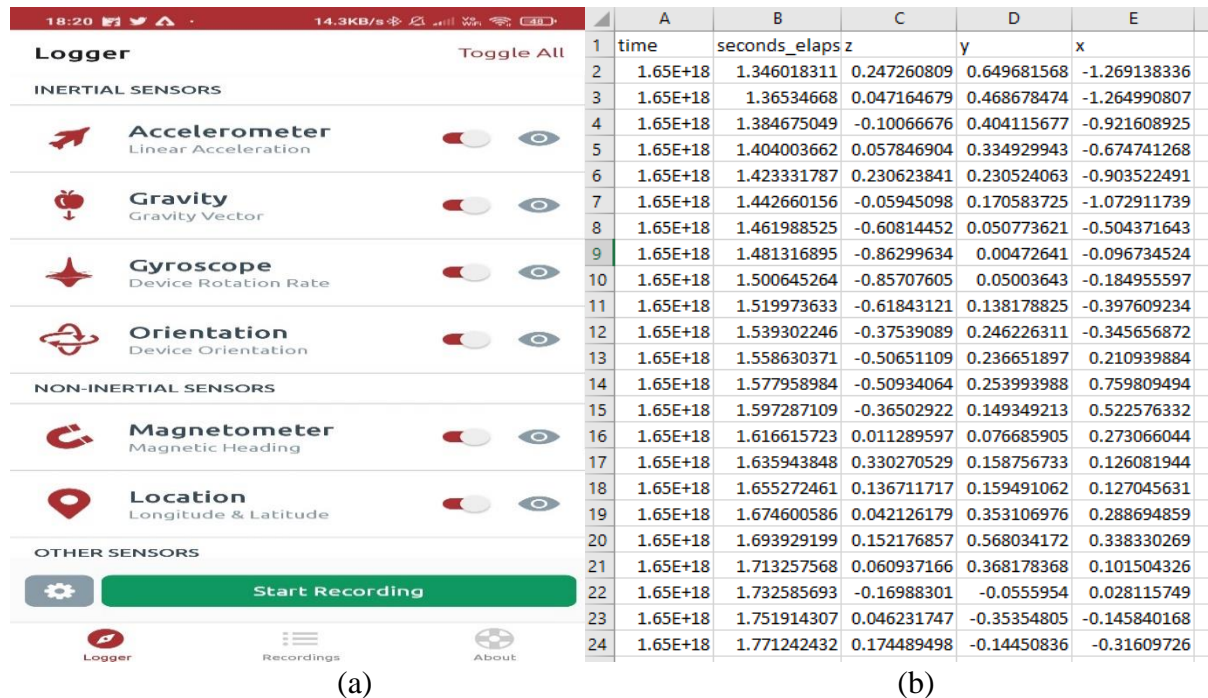 18:20 14.3KB/s 48
Logger Toggle All
INERTIAL SENSORS
Accelerometer
Linear Acceleration
Gravity
Gravity Vector
Gyroscope
Device Rotation Rate
Orientation
Device Orientation
NON-INERTIAL SENSORS
Magnetometer
Magnetic Heading
Location
Longitude & Latitude
OTHER SENSORS
Start Recording
Logger Recordings About
(a)
A B C D E
1 time seconds_elaps z y x
2 1.65E+18 1.346018311 0.247260809 0.649681568 -1.269138336
3 1.65E+18 1.36534668 0.047164679 0.468678474 -1.264990807
4 1.65E+18 1.384675049 -0.10066676 0.404115677 -0.921608925
5 1.65E+18 1.404003662 0.057846904 0.334929943 -0.674741268
6 1.65E+18 1.423331787 0.230623841 0.230524063 -0.903522491
7 1.65E+18 1.442660156 -0.05945098 0.170583725 -1.072911739
8 1.65E+18 1.461988525 -0.60814452 0.050773621 -0.504371643
9 1.65E+18 1.481316895 -0.86299634 0.00472641 -0.096734524
10 1.65E+18 1.500645264 -0.85707605 0.05003643 -0.184955597
11 1.65E+18 1.519973633 -0.61843121 0.138178825 -0.397609234
12 1.65E+18 1.539302246 -0.37539089 0.246226311 -0.345656872
13 1.65E+18 1.558630371 -0.50651109 0.236651897 0.210939884
14 1.65E+18 1.577958984 -0.50934064 0.253993988 0.759809494
15 1.65E+18 1.597287109 -0.36502922 0.149349213 0.522576332
16 1.65E+18 1.616615723 0.011289597 0.076685905 0.273066044
17 1.65E+18 1.635943848 0.330270529 0.158756733 0.126081944
18 1.65E+18 1.655272461 0.136711717 0.159491062 0.127045631
19 1.65E+18 1.674600586 0.042126179 0.353106976 0.288694859
20 1.65E+18 1.693929199 0.152176857 0.568034172 0.338330269
21 1.65E+18 1.713257568 0.060937166 0.368178368 0.101504326
22 1.65E+18 1.732585693 -0.16988301 -0.0555954 0.028115749
23 1.65E+18 1.751914307 0.046231747 -0.35354805 -0.145840168
24 1.65E+18 1.771242432 0.174489498 -0.14450836 -0.31609726
(b)